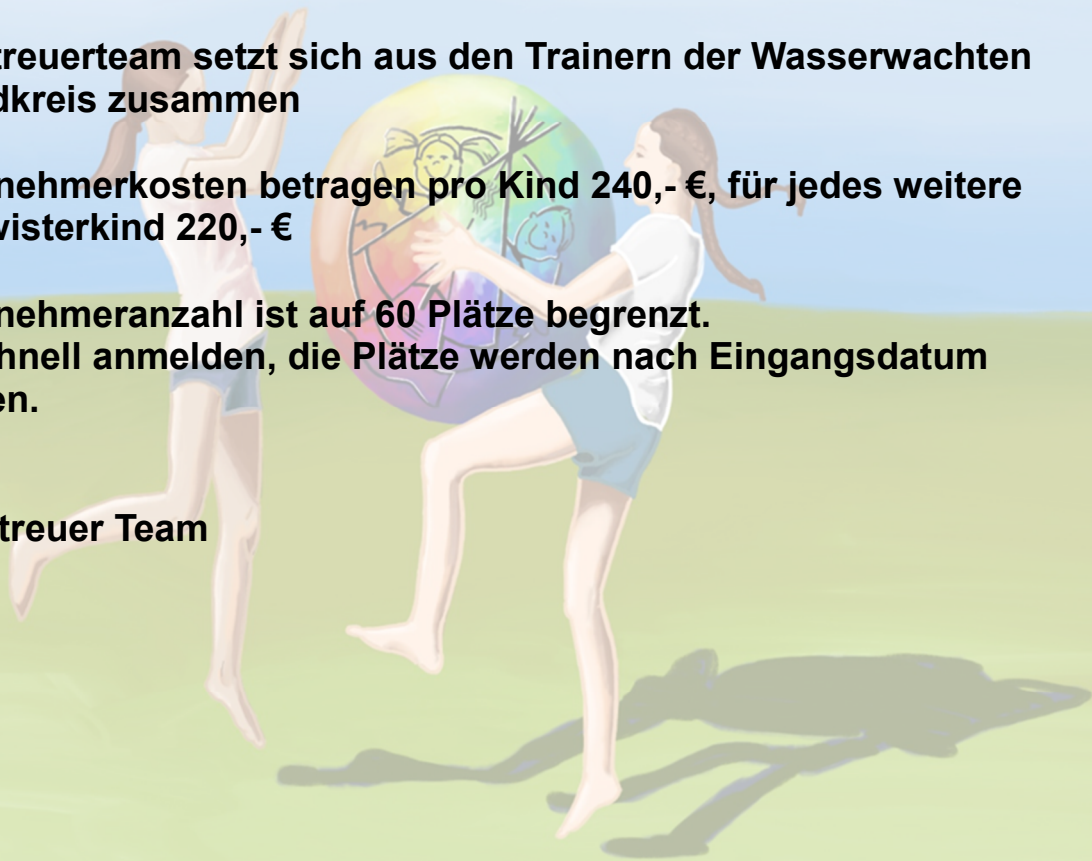 treuerteam setzt sich aus den Trainern der Wasserwachten
dkreis zusammen
nehmerkosten betragen pro Kind 240,- €, für jedes weitere
visterkind 220,- €
nehmeranzahl ist auf 60 Plätze begrenzt.
hnell anmelden, die Plätze werden nach Eingangsdatum
en.
treuer Team